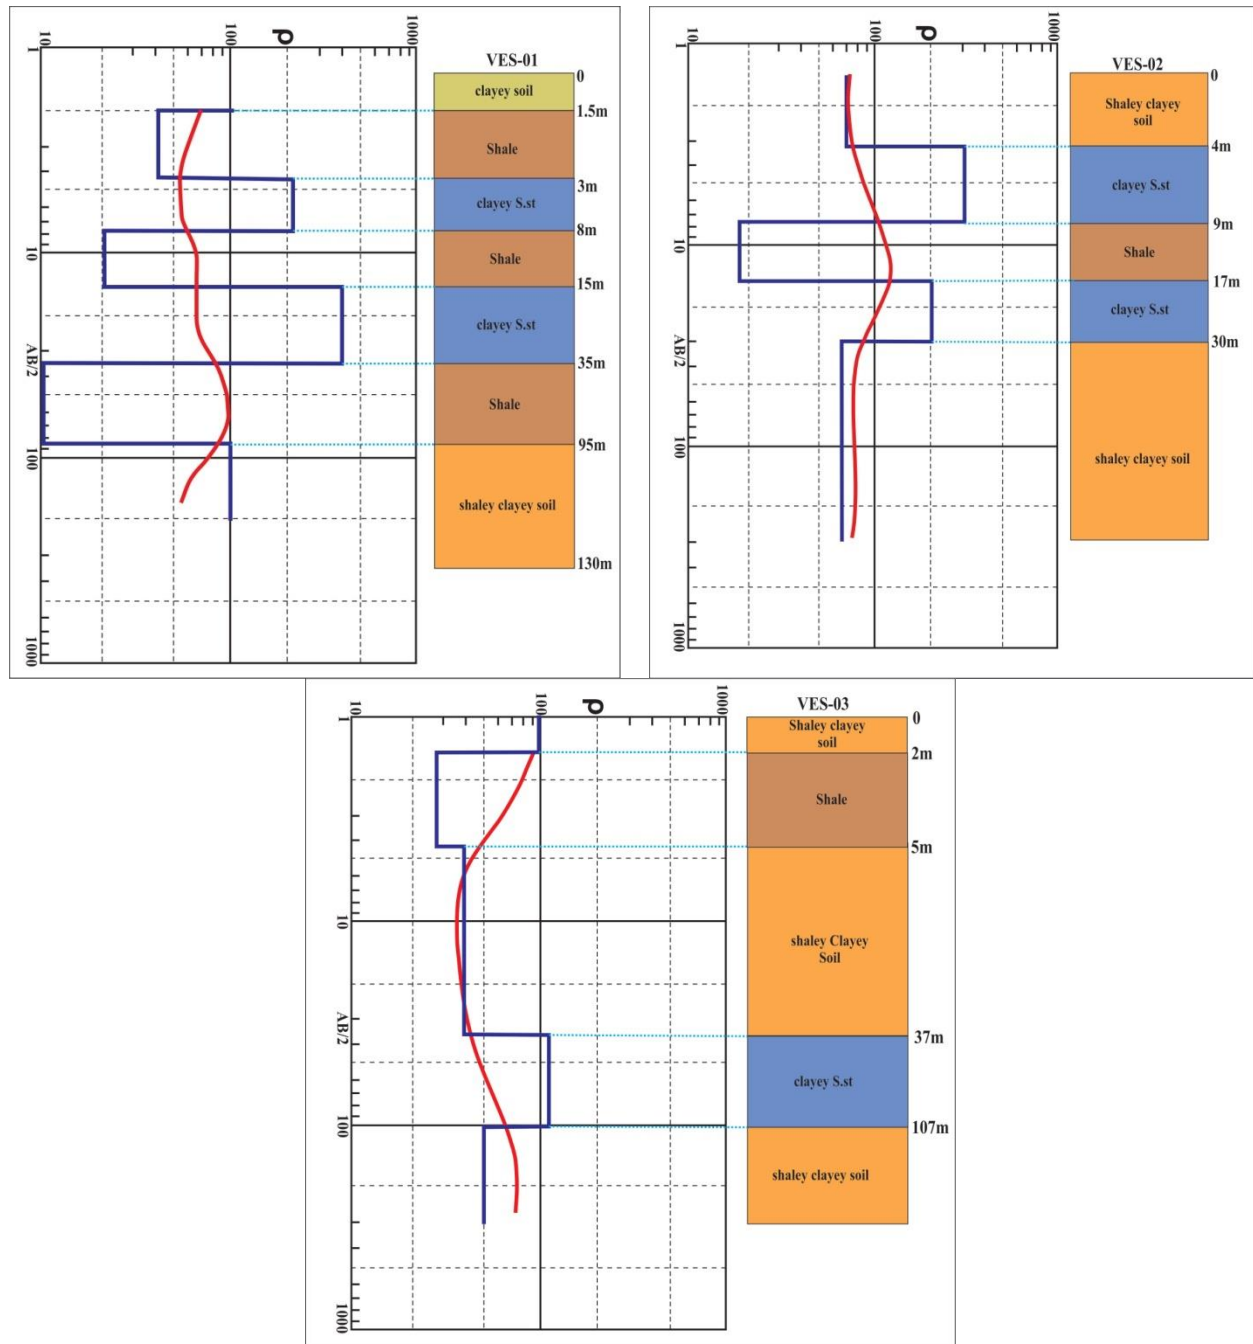 10
100
1000
ρ
1
10
AB/2
100
1000
VES-01
0
clayey soil
1.5m
Shale
3m
clayey S.st
8m
Shale
15m
clayey S.st
35m
Shale
95m
shaley clayey soil
130m
10
100
1000
ρ
1
10
AB/2
100
1000
VES-02
0
Shaley clayey
soil
4m
clayey S.st
9m
Shale
17m
clayey S.st
30m
shaley clayey soil
10
100
1000
ρ
1
10
AB/2
100
1000
VES-03
0
Shaley clayey
soil
2m
Shale
5m
shaley Clayey
Soil
37m
clayey S.st
107m
shaley clayey soil